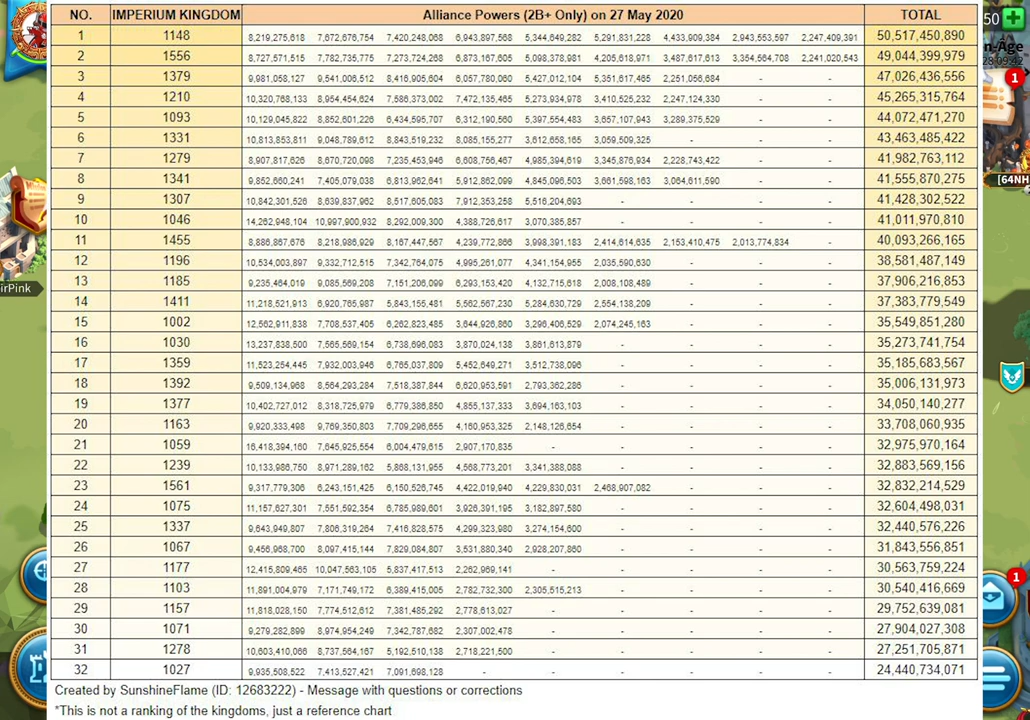 NO. IMPERIUM KINGDOM Alliance Powers (2B+ Only) on 27 May 2020 TOTAL
1 1148 8,219,275,618 7,672,676,754 7,420,248,068 6,943,897,568 5,344,649,282 5,291,831,228 4,433,909,384 2,943,553,597 2,247,409,391 50,517,450,890
2 1556 8,727,571,515 7,782,735,775 7,273,724,268 6,873,167,605 5,098,378,981 4,205,618,971 3,487,617,613 3,354,564,708 2,241,020,543 49,044,399,979
3 1379 9,981,058,127 9,541,006,512 8,416,905,604 6,057,780,060 5,427,012,104 5,351,617,465 2,251,056,684 - - 47,026,436,556
4 1210 10,320,768,133 8,954,454,624 7,586,373,002 7,472,135,465 5,273,934,978 3,410,525,232 2,247,124,330 - - 45,265,315,764
5 1093 10,129,045,822 8,852,601,226 6,434,595,707 6,312,190,560 5,397,554,483 3,657,107,943 3,289,375,529 - - 44,072,471,270
6 1331 10,813,853,811 9,048,789,612 8,843,519,232 8,085,155,277 3,612,658,165 3,059,509,325 - - - 43,463,485,422
7 1279 8,907,817,626 8,670,720,098 7,235,453,946 6,608,756,467 4,985,394,619 3,345,876,934 2,228,743,422 - - 41,982,763,112
8 1341 9,852,660,241 7,405,079,038 6,813,962,641 5,912,862,099 4,845,096,503 3,661,598,163 3,064,611,590 - - 41,555,870,275
9 1307 10,842,301,526 8,639,837,962 8,517,605,083 7,912,353,258 5,516,204,693 - - - - 41,428,302,522
10 1046 14,262,948,104 10,997,900,932 8,292,009,300 4,388,726,617 3,070,385,857 - - - - 41,011,970,810
11 1455 8,886,867,676 8,218,986,929 8,167,447,567 4,239,772,866 3,998,391,183 2,414,614,635 2,153,410,475 2,013,774,834 - 40,093,266,165
12 1196 10,534,003,897 9,332,712,515 7,342,764,075 4,995,261,077 4,341,154,955 2,035,590,630 - - - 38,581,487,149
13 1185 9,235,464,019 9,085,569,208 7,151,206,099 6,293,153,420 4,132,715,618 2,008,108,489 - - - 37,906,216,853
14 1411 11,218,521,913 6,920,765,987 5,843,155,481 5,562,567,230 5,284,630,729 2,554,138,209 - - - 37,383,779,549
15 1002 12,562,911,838 7,708,537,405 6,262,823,485 3,644,926,860 3,296,406,529 2,074,245,163 - - - 35,549,851,280
16 1030 13,237,838,500 7,565,569,154 6,738,696,083 3,870,024,138 3,861,613,879 - - - - 35,273,741,754
17 1359 11,523,254,445 7,932,003,946 6,765,037,809 5,452,649,271 3,512,738,096 - - - - 35,185,683,567
18 1392 9,509,134,968 8,564,293,284 7,518,387,844 6,620,953,591 2,793,362,286 - - - - 35,006,131,973
19 1377 10,402,727,012 8,318,725,979 6,779,386,850 4,855,137,333 3,694,163,103 - - - - 34,050,140,277
20 1163 9,920,333,498 9,769,350,803 7,709,296,655 4,160,953,325 2,148,126,654 - - - - 33,708,060,935
21 1059 16,418,394,160 7,645,925,554 6,004,479,615 2,907,170,835 - - - - - 32,975,970,164
22 1239 10,133,986,750 8,971,289,162 5,868,131,955 4,568,773,201 3,341,388,088 - - - - 32,883,569,156
23 1561 9,317,779,306 6,243,151,425 6,150,526,745 4,422,019,940 4,229,830,031 2,468,907,082 - - - 32,832,214,529
24 1075 11,157,627,301 7,551,592,354 6,785,989,601 3,926,391,195 3,182,897,580 - - - - 32,604,498,031
25 1337 9,643,949,807 7,806,319,264 7,416,828,575 4,299,323,980 3,274,154,600 - - - - 32,440,576,226
26 1067 9,456,968,700 8,097,415,144 7,829,084,807 3,531,880,340 2,928,207,860 - - - - 31,843,556,851
27 1177 12,415,809,465 10,047,563,105 5,837,417,513 2,262,969,141 - - - - - 30,563,759,224
28 1103 11,891,004,979 7,171,749,172 6,389,415,005 2,782,732,300 2,305,515,213 - - - - 30,540,416,669
29 1157 11,818,028,150 7,774,512,612 7,381,485,292 2,778,613,027 - - - - - 29,752,639,081
30 1071 9,279,282,899 8,974,954,249 7,342,787,682 2,307,002,478 - - - - - 27,904,027,308
31 1278 10,603,410,066 8,737,564,167 5,192,510,138 2,718,221,500 - - - - - 27,251,705,871
32 1027 9,935,508,522 7,413,527,421 7,091,698,128 - - - - - - 24,440,734,071
Created by SunshineFlame (ID: 12683222) - Message with questions or corrections
*This is not a ranking of the kingdoms, just a reference chart
50
n-Age
28 09:42
1
[64NH
irPink
1